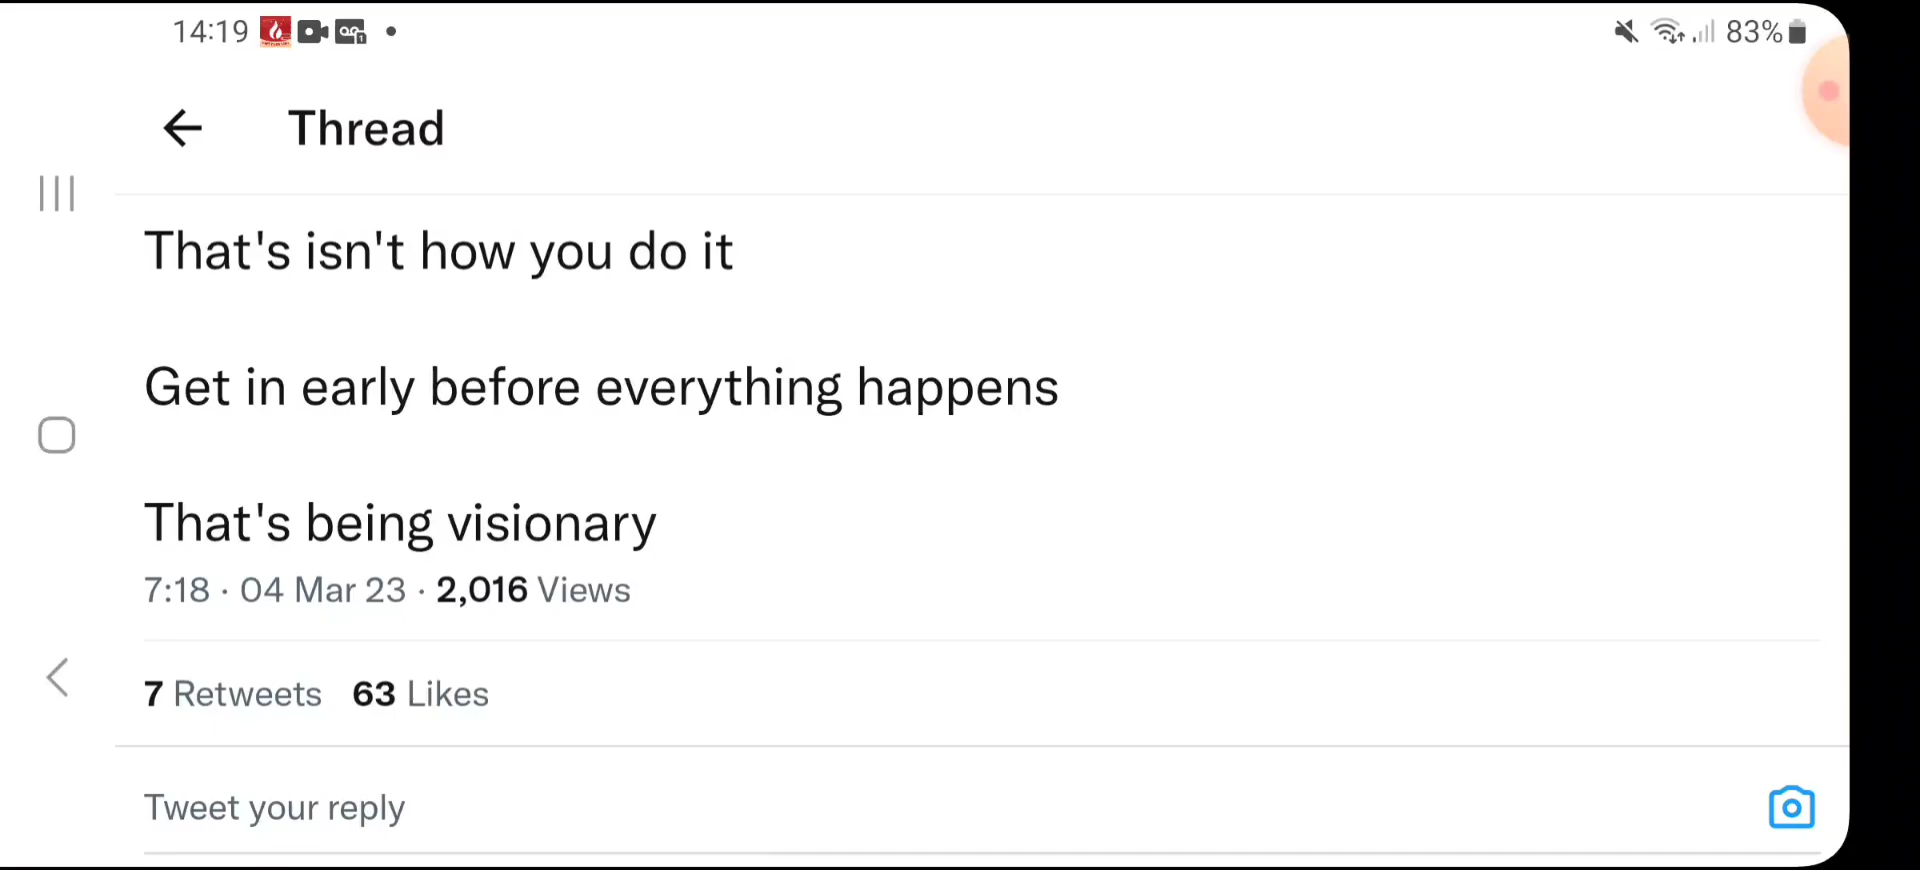 14:19
83%
Thread
That's isn't how you do it
Get in early before everything happens
That's being visionary
7:18 · 04 Mar 23 · 2,016 Views
7 Retweets 63 Likes
Tweet your reply